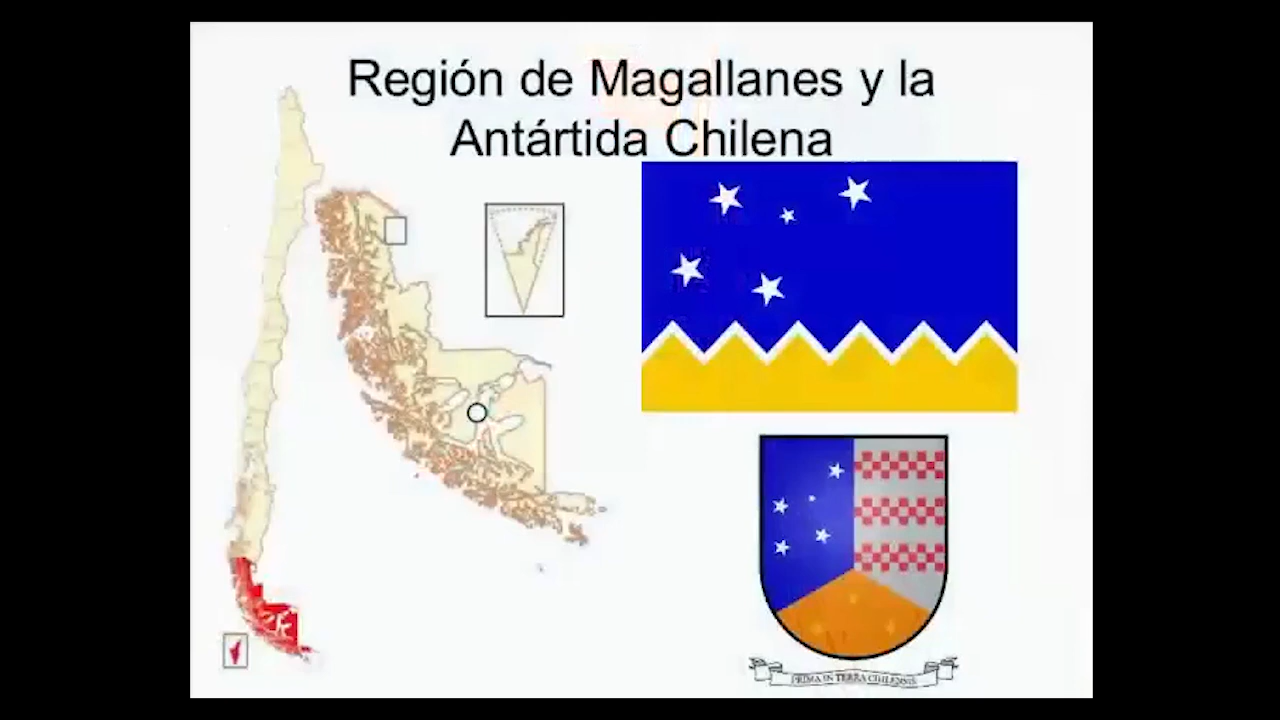 Región de Magallanes y la
Antártida Chilena
PRIMA IN TERRA CHILENSIS